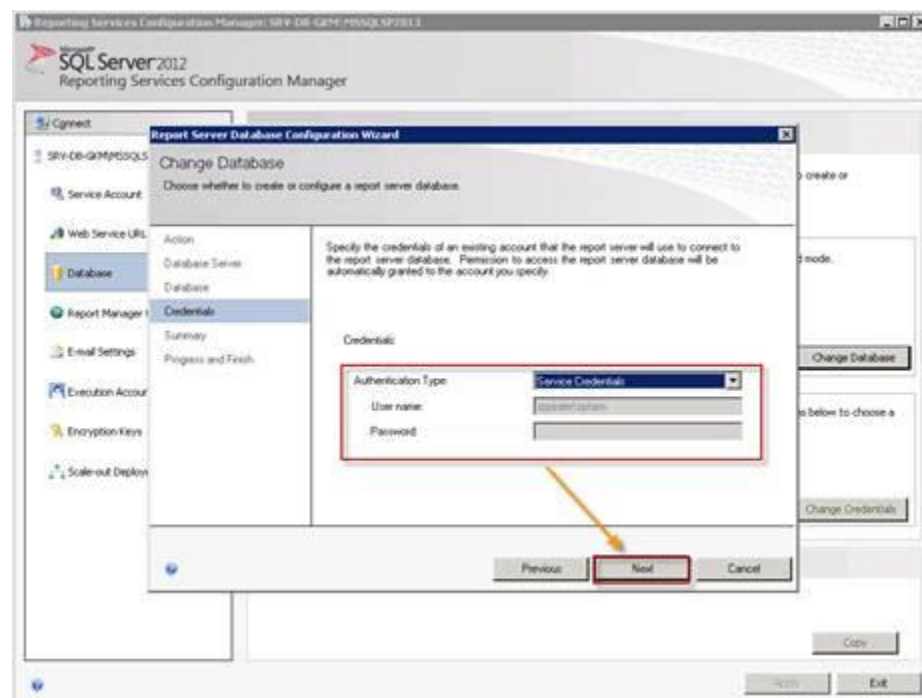 Reporting Services Configuration Manager: SRV-DB-GKM\MSSQLSP2013
Microsoft
SQL Server 2012
Reporting Services Configuration Manager
Connect
SRV-DB-GKM\MSSQLS
Service Account
Web Service URL
Database
Report Manager
E-mail Settings
Execution Accour
Encryption Keys
Scale-out Deploy
Report Server Database Configuration Wizard
Change Database
Choose whether to create or configure a report server database.
Action
Database Server
Database
Credentials
Summary
Progress and Finish
Specify the credentials of an existing account that the report server will use to connect to
the report server database. Permission to access the report server database will be
automatically granted to the account you specify.
Credentials:
Authentication Type:
Service Credentials
User name:
Password:
Previous
Next
Cancel
o create or
d mode.
Change Database
s below to choose a
Change Credentials
Copy
Apply
Exit